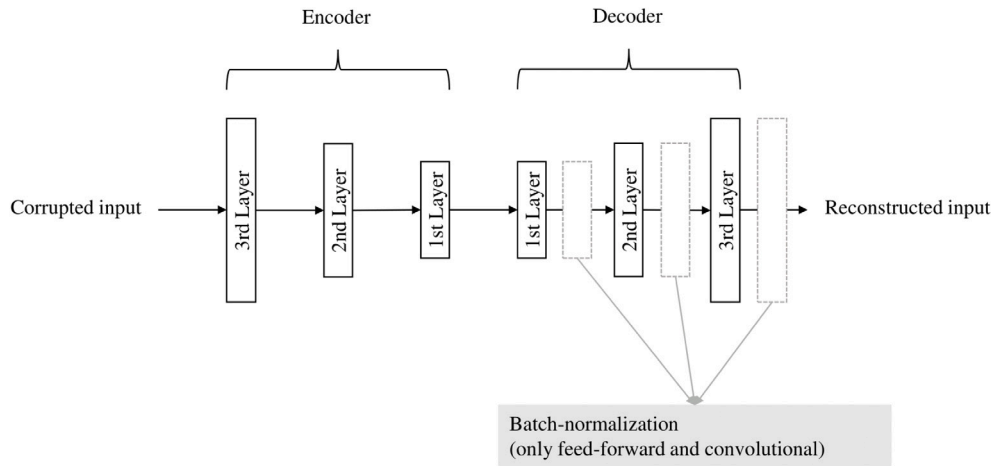 Encoder
Decoder
Corrupted input
3rd Layer
2nd Layer
1st Layer
1st Layer
2nd Layer
3rd Layer
Reconstructed input
Batch-normalization
(only feed-forward and convolutional)